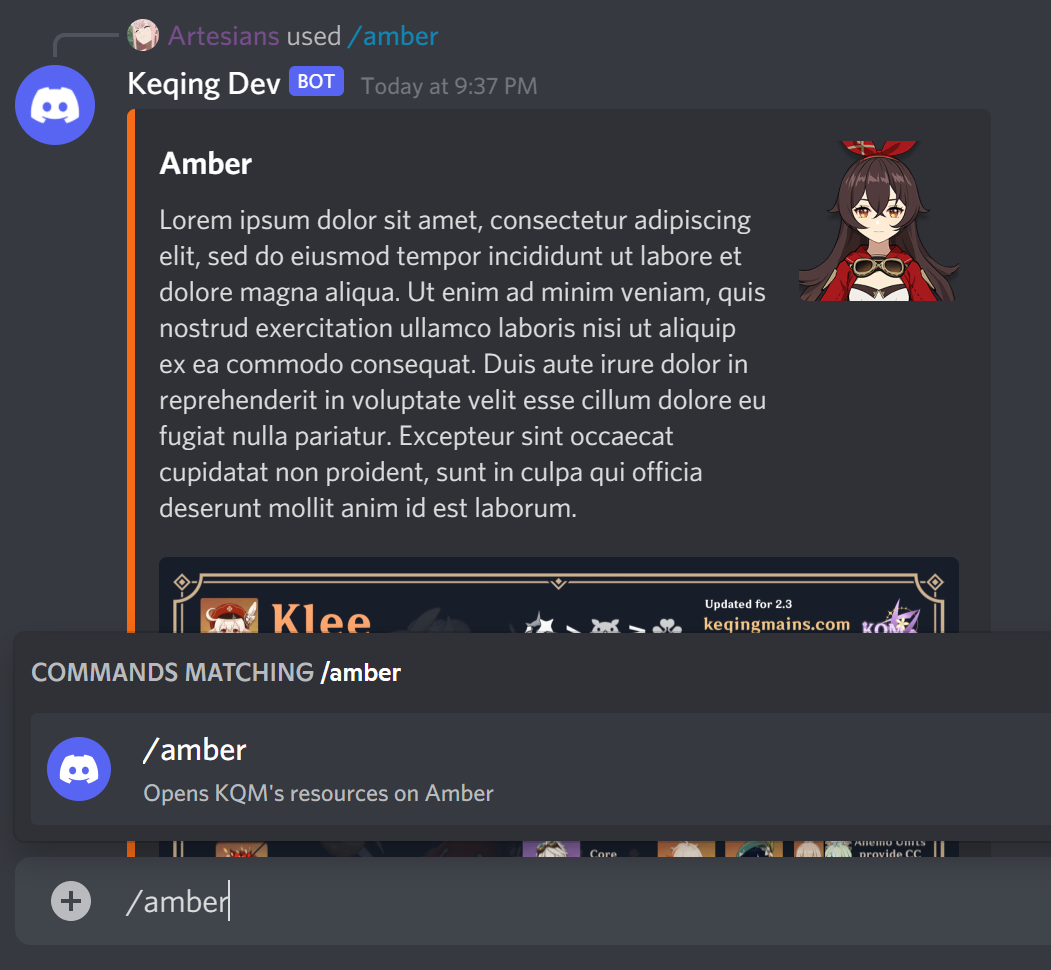 Artesians used /amber
Keqing Dev BOT Today at 9:37 PM
Amber
Lorem ipsum dolor sit amet, consectetur adipiscing
elit, sed do eiusmod tempor incididunt ut labore et
dolore magna aliqua. Ut enim ad minim veniam, quis
nostrud exercitation ullamco laboris nisi ut aliquip
ex ea commodo consequat. Duis aute irure dolor in
reprehenderit in voluptate velit esse cillum dolore eu
fugiat nulla pariatur. Excepteur sint occaecat
cupidatat non proident, sunt in culpa qui officia
deserunt mollit anim id est laborum.
Updated for 2.3
Klee > > keqingmains.com KQM
COMMANDS MATCHING /amber
/amber
Opens KQM's resources on Amber
Anemo Units
Core provide CC
/amber